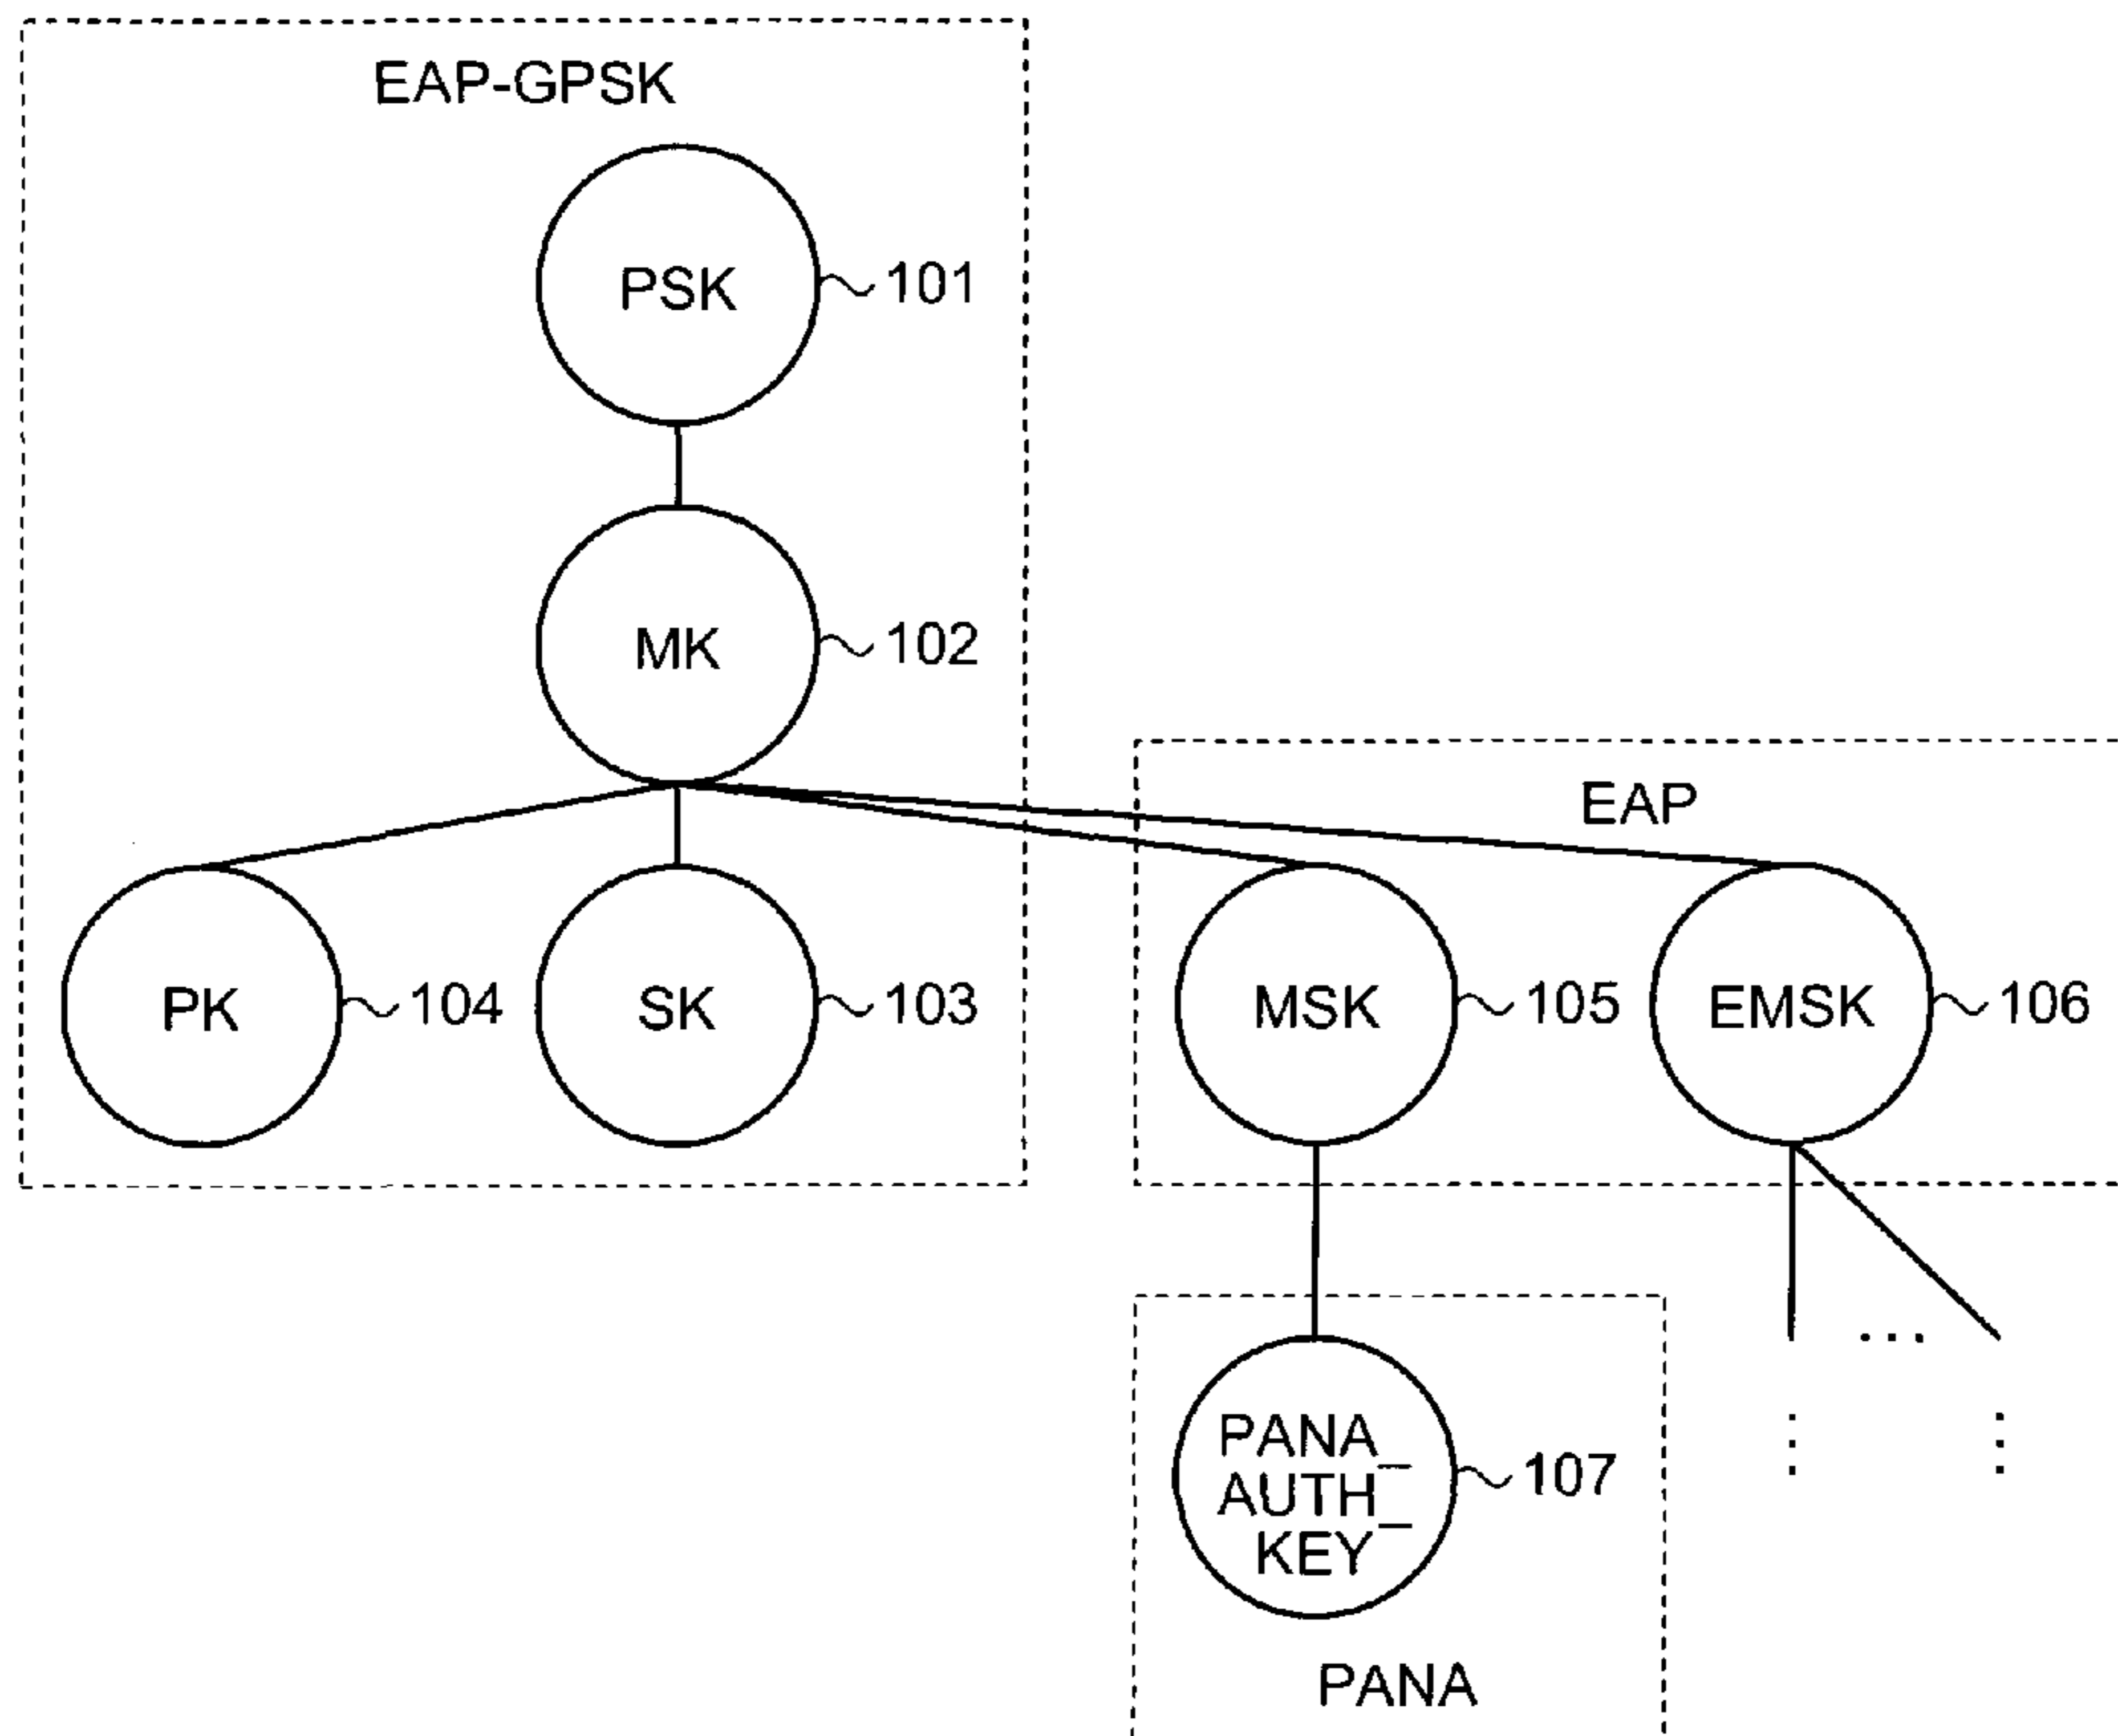 EAP-GPSK
PSK
101
MK
102
EAP
PK
104
SK
103
MSK
105
EMSK
106
...
PANA_
AUTH_
KEY
107
PANA